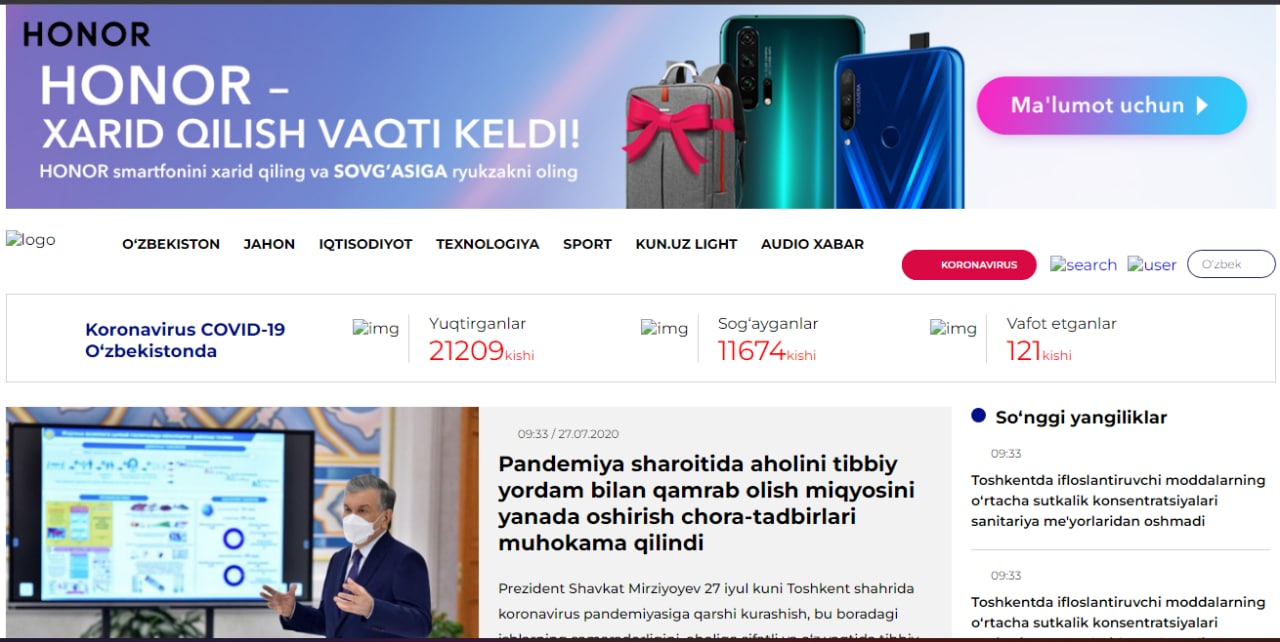 HONOR
HONOR –
XARID QILISH VAQTI KELDI!
HONOR smartfonini xarid qiling va SOVG'ASIGA ryukzakni oling
Ma'lumot uchun
logo
O‘ZBEKISTON JAHON IQTISODIYOT TEXNOLOGIYA SPORT KUN.UZ LIGHT AUDIO XABAR
KORONAVIRUS
search
user
O‘zbek
Koronavirus COVID-19
O‘zbekistonda
img
Yuqtirganlar
21209kishi
img
Sog‘ayganlar
11674kishi
img
Vafot etganlar
121kishi
09:33 / 27.07.2020
Pandemiya sharoitida aholini tibbiy
yordam bilan qamrab olish miqyosini
yanada oshirish chora-tadbirlari
muhokama qilindi
Prezident Shavkat Mirziyoyev 27 iyul kuni Toshkent shahrida
koronavirus pandemiyasiga qarshi kurashish, bu boradagi
So‘nggi yangiliklar
09:33
Toshkentda ifloslantiruvchi moddalarning
o‘rtacha sutkalik konsentratsiyalari
sanitariya me'yorlaridan oshmadi
09:33
Toshkentda ifloslantiruvchi moddalarning
o‘rtacha sutkalik konsentratsiyalari